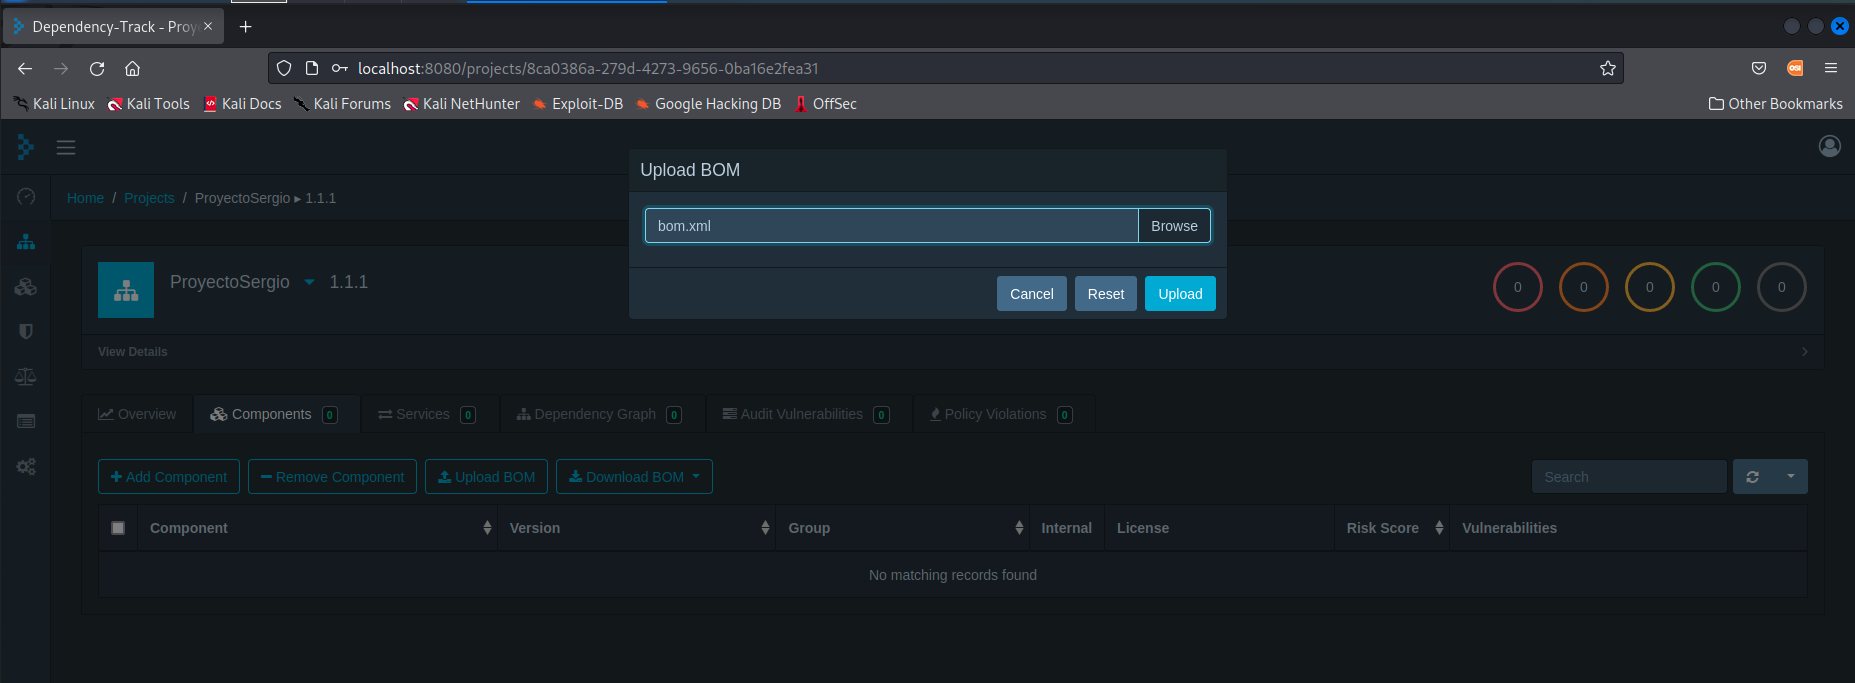 Dependency-Track - Proy
localhost:8080/projects/8ca0386a-279d-4273-9656-0ba16e2fea31
Kali Linux Kali Tools Kali Docs Kali Forums Kali NetHunter Exploit-DB Google Hacking DB OffSec Other Bookmarks
Upload BOM
bom.xml Browse
Cancel Reset Upload
Home / Projects / ProyectoSergio ▸ 1.1.1
ProyectoSergio 1.1.1
0 0 0 0 0
View Details
Overview Components 0 Services 0 Dependency Graph 0 Audit Vulnerabilities 0 Policy Violations 0
Add Component Remove Component Upload BOM Download BOM Search
Component Version Group Internal License Risk Score Vulnerabilities
No matching records found